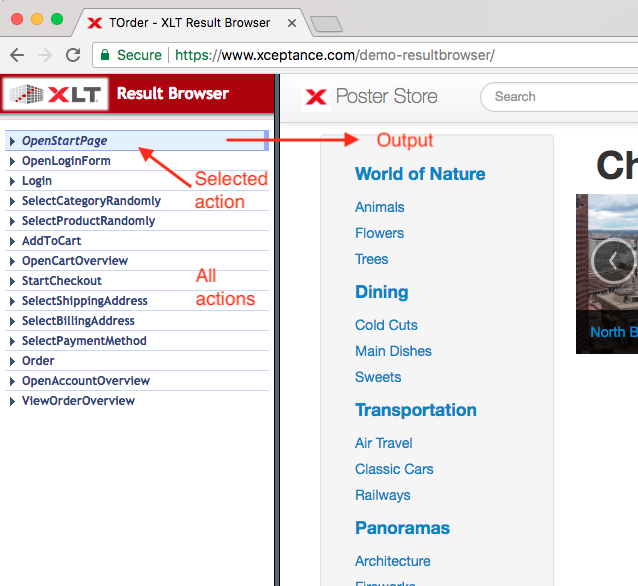 TOrder - XLT Result Browser
Secure https://www.xceptance.com/demo-resultbrowser/
XLT Result Browser
OpenStartPage
OpenLoginForm
Login
SelectCategoryRandomly
SelectProductRandomly
AddToCart
OpenCartOverview
StartCheckout
SelectShippingAddress
SelectBillingAddress
SelectPaymentMethod
Order
OpenAccountOverview
ViewOrderOverview
Selected
action
All
actions
Output
Poster Store
Search
World of Nature
Animals
Flowers
Trees
Dining
Cold Cuts
Main Dishes
Sweets
Transportation
Air Travel
Classic Cars
Railways
Panoramas
Architecture
Ch
North B